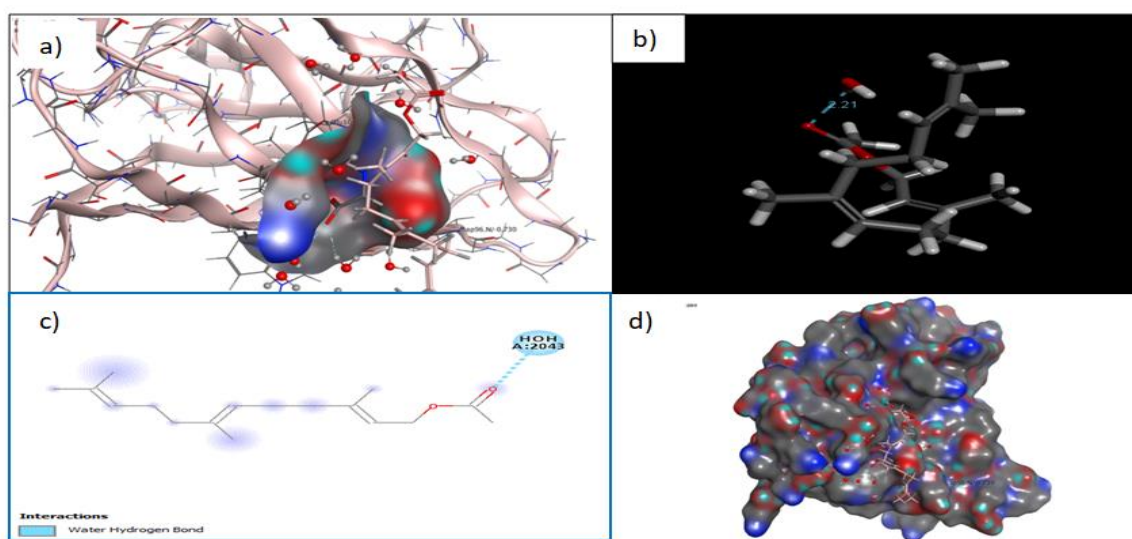 a)
b)
2.21
c)
HOH
A:2043
Interactions
Water Hydrogen Bond
d)